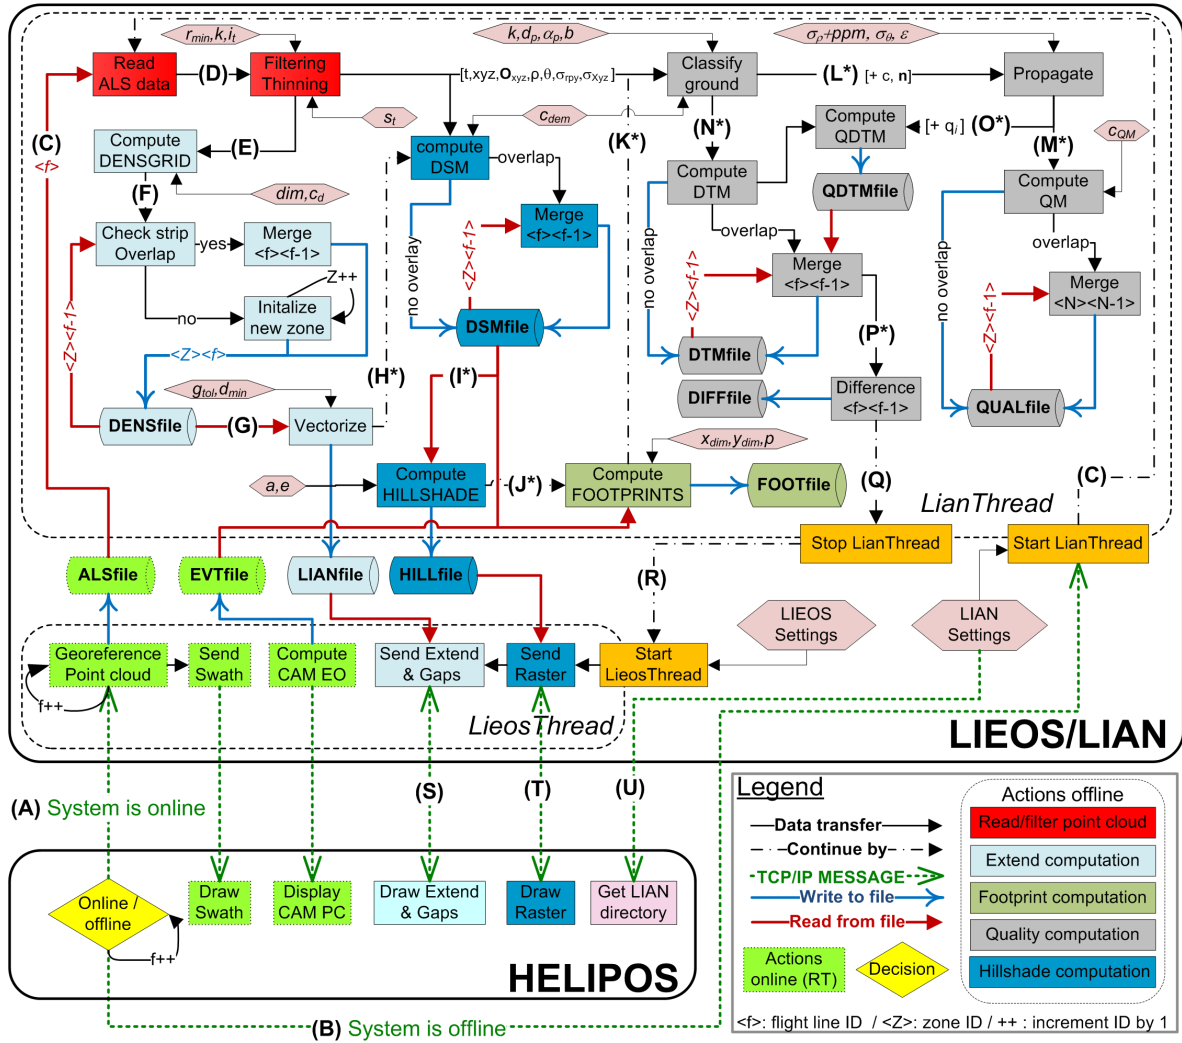 r_min, k, i_t
k, d_p, α_p, b
σ_ρ+ppm, σ_θ, ε
Read
ALS data
(D)
Filtering
Thinning
[t,xyz, O_xyz, ρ, θ, σ_rpy, σ_xyz ]
Classify
ground
(L*) [+ c, n]
Propagate
s_t
c_dem
(K*)
(N*)
Compute
QDTM
[+ q_i] (O*)
(M*)
c_QM
(C)
<f>
Compute
DENSGRID
(E)
compute
DSM
overlap
Compute
DTM
QDTMfile
Compute
QM
(F)
dim, c_d
Check strip
Overlap
yes
Merge
<f><f-1>
Merge
<f><f-1>
no overlay
<Z><f-1>
overlap
no overlap
<Z><f-1>
Merge
<f><f-1>
no overlap
overlap
<Z><f-1>
Merge
<N><N-1>
Z++
no
Initalize
new zone
DSMfile
(P*)
<Z><f-1>
<Z><f>
(H*)
(I*)
DTMfile
g_tol, d_min
DIFFfile
Difference
<f><f-1>
QUALfile
DENSfile
(G)
Vectorize
x_dim, y_dim, p
a,e
Compute
HILLSHADE
(J*)
Compute
FOOTPRINTS
FOOTfile
(Q)
(C)
LianThread
Stop LianThread
Start LianThread
ALSfile
EVTfile
LIANfile
HILLfile
(R)
LIEOS
Settings
LIAN
Settings
Georeference
Point cloud
Send
Swath
Compute
CAM EO
Send Extend
& Gaps
Send
Raster
Start
LieosThread
f++
LieosThread
LIEOS/LIAN
(A) System is online
(S)
(T)
(U)
Online /
offline
f++
Draw
Swath
Display
CAM PC
Draw Extend
& Gaps
Draw
Raster
Get LIAN
directory
HELIPOS
(B) System is offline
Legend
Data transfer
Continue by
TCP/IP MESSAGE
Write to file
Read from file
Actions
online (RT)
Decision
Actions offline
Read/filter point cloud
Extend computation
Footprint computation
Quality computation
Hillshade computation
<f>: flight line ID / <Z>: zone ID / ++ : increment ID by 1